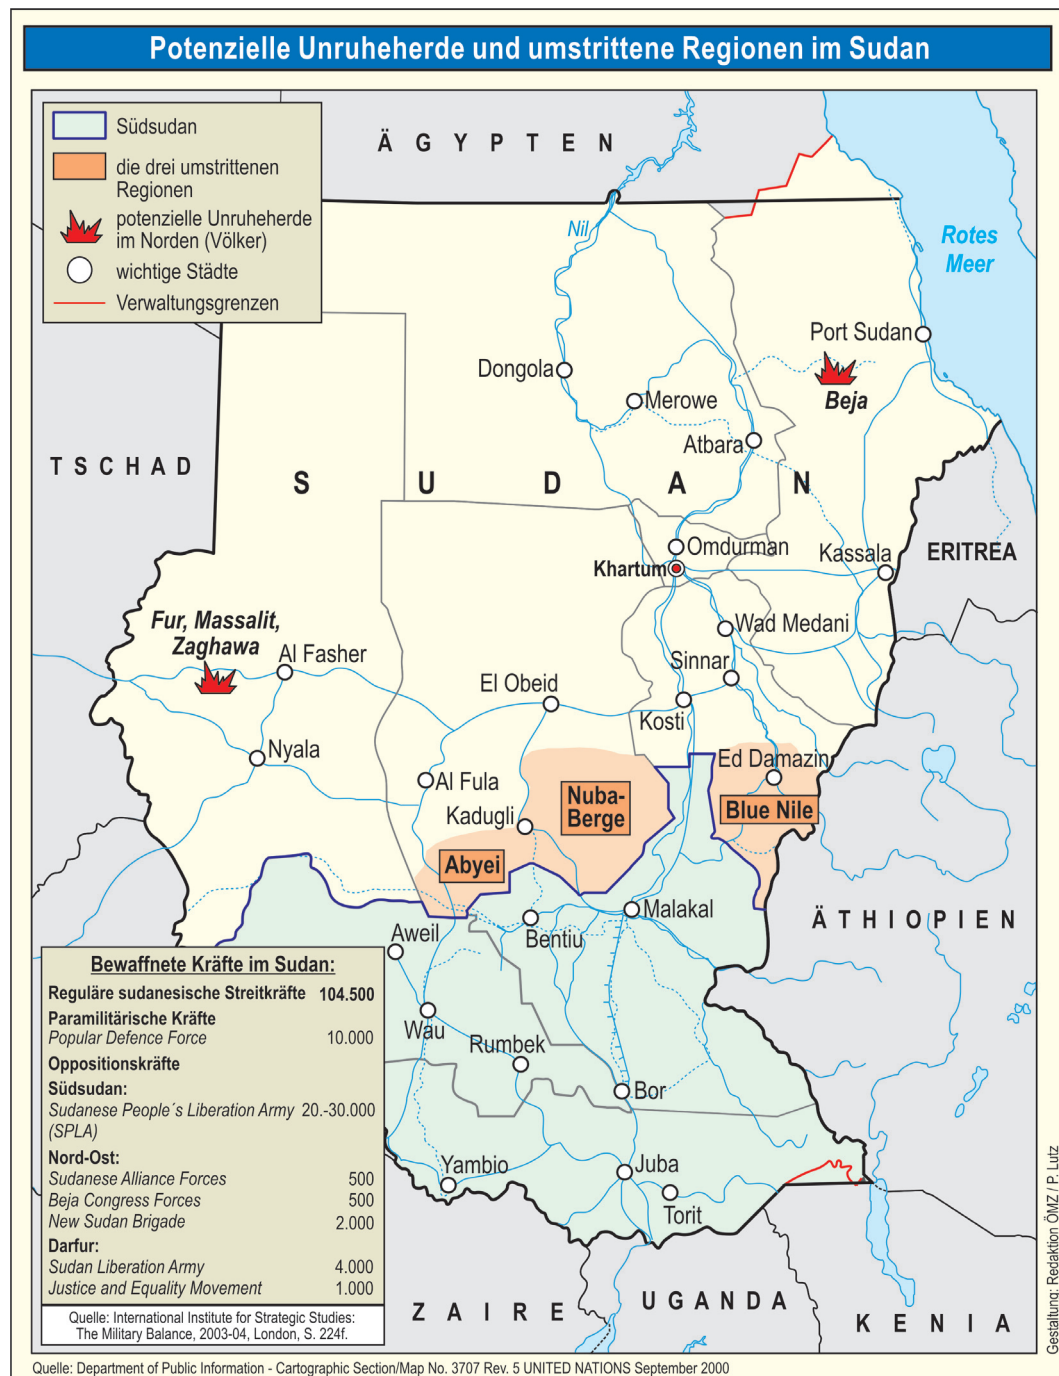 Potenzielle Unruheherde und umstrittene Regionen im Sudan
Südsudan
die drei umstrittenen
Regionen
potenzielle Unruheherde
im Norden (Völker)
wichtige Städte
Verwaltungsgrenzen
ÄGYPTEN
Nil
Rotes
Meer
Port Sudan
Dongola
Beja
Merowe
Atbara
TSCHAD
SUDAN
Omdurman
Khartum
Kassala
ERITREA
Fur, Massalit,
Zaghawa
Wad Medani
Al Fasher
Sinnar
El Obeid
Kosti
Nyala
Ed Damazin
Al Fula
Nuba-
Berge
Blue Nile
Kadugli
Abyei
Malakal
ÄTHIOPIEN
Aweil
Bentiu
Wau
Rumbek
Bor
Yambio
Juba
Torit
ZAIRE
UGANDA
KENIA
Bewaffnete Kräfte im Sudan:
Reguläre sudanesische Streitkräfte 104.500
Paramilitärische Kräfte
Popular Defence Force 10.000
Oppositionskräfte
Südsudan:
Sudanese People´s Liberation Army 20.-30.000
(SPLA)
Nord-Ost:
Sudanese Alliance Forces 500
Beja Congress Forces 500
New Sudan Brigade 2.000
Darfur:
Sudan Liberation Army 4.000
Justice and Equality Movement 1.000
Quelle: International Institute for Strategic Studies:
The Military Balance, 2003-04, London, S. 224f.
Gestaltung: Redaktion ÖMZ / P. Lutz
Quelle: Department of Public Information - Cartographic Section/Map No. 3707 Rev. 5 UNITED NATIONS September 2000